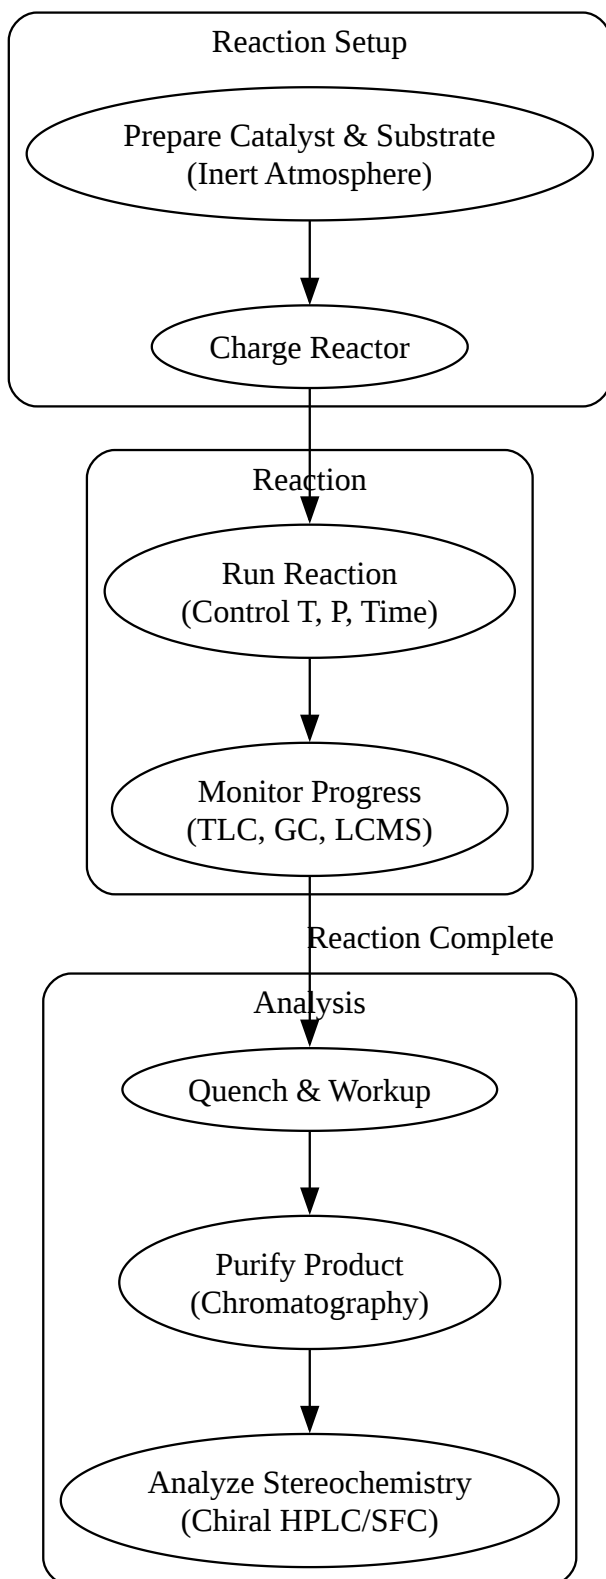 Reaction Setup
Prepare Catalyst & Substrate
(Inert Atmosphere)
Charge Reactor
Reaction
Run Reaction
(Control T, P, Time)
Monitor Progress
(TLC, GC, LCMS)
Reaction Complete
Analysis
Quench & Workup
Purify Product
(Chromatography)
Analyze Stereochemistry
(Chiral HPLC/SFC)